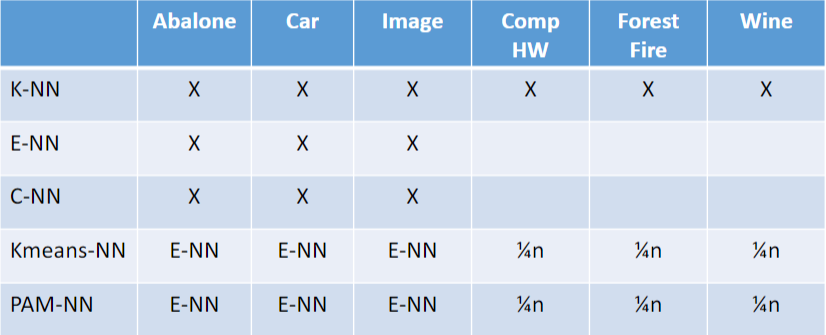 Abalone Car Image Comp HW Forest Fire Wine
K-NN X X X X X X
E-NN X X X
C-NN X X X
Kmeans-NN E-NN E-NN E-NN ¼n ¼n ¼n
PAM-NN E-NN E-NN E-NN ¼n ¼n ¼n